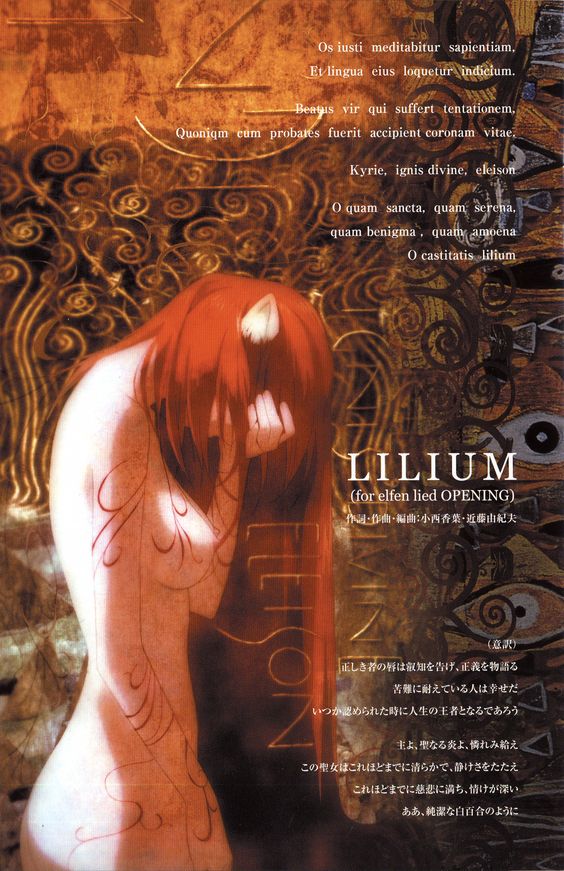 Os iusti meditabitur sapientiam,
Et lingua eius loquetur indicium.
Beatus vir qui suffert tentationem,
Quoniqm cum probates fuerit accipient coronam vitae.
Kyrie, ignis divine, eleison
O quam sancta, quam serena,
quam benigma, quam amoena
O castitatis lilium
LILIUM
(for elfen lied OPENING)
作詞・作曲・編曲:小西香葉・近藤由紀夫
ELEISON
(意訳)
正しき者の唇は叡知を告げ、正義を物語る
苦難に耐えている人は幸せだ
いつか認められた時に人生の王者となるであろう
主よ、聖なる炎よ、憐れみ給え
この聖女はこれほどまでに清らかで、静けさをたたえ
これほどまでに慈悲に満ち、情けが深い
ああ、純潔な白百合のように